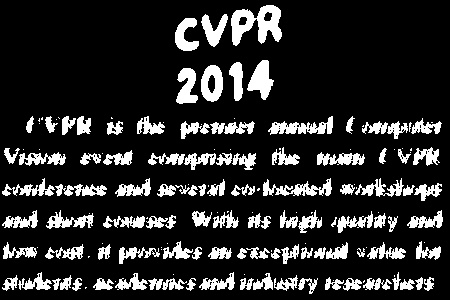 CVPR
2014
CVPR is the premier annual Computer
Vision event comprising the main CVPR
conference and several co-located workshops
and short courses. With its high quality and
low cost, it provides an exceptional value for
students, academics and industry researchers.